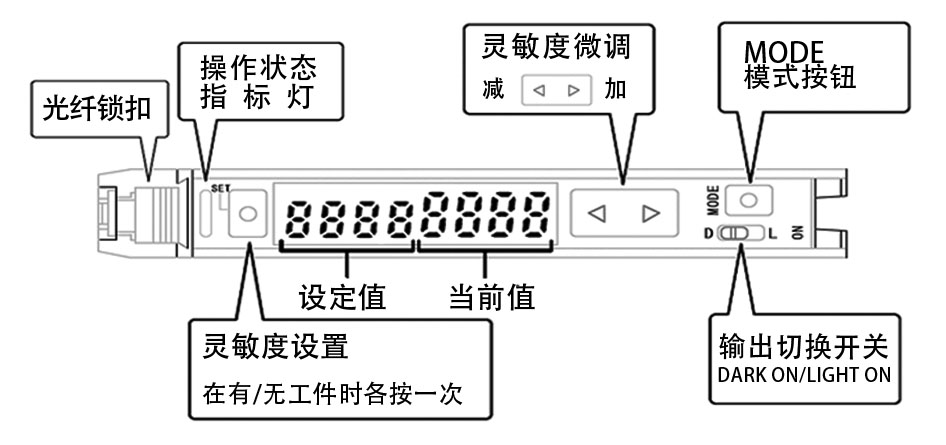 光纤锁扣
操作状态
指 标 灯
灵敏度微调
减 ◁ ▷ 加
MODE
模式按钮
SET
8888 8888
◁ ▷
MODE
D L
ON
设定值
当前值
灵敏度设置
在有/无工件时各按一次
输出切换开关
DARK ON/LIGHT ON